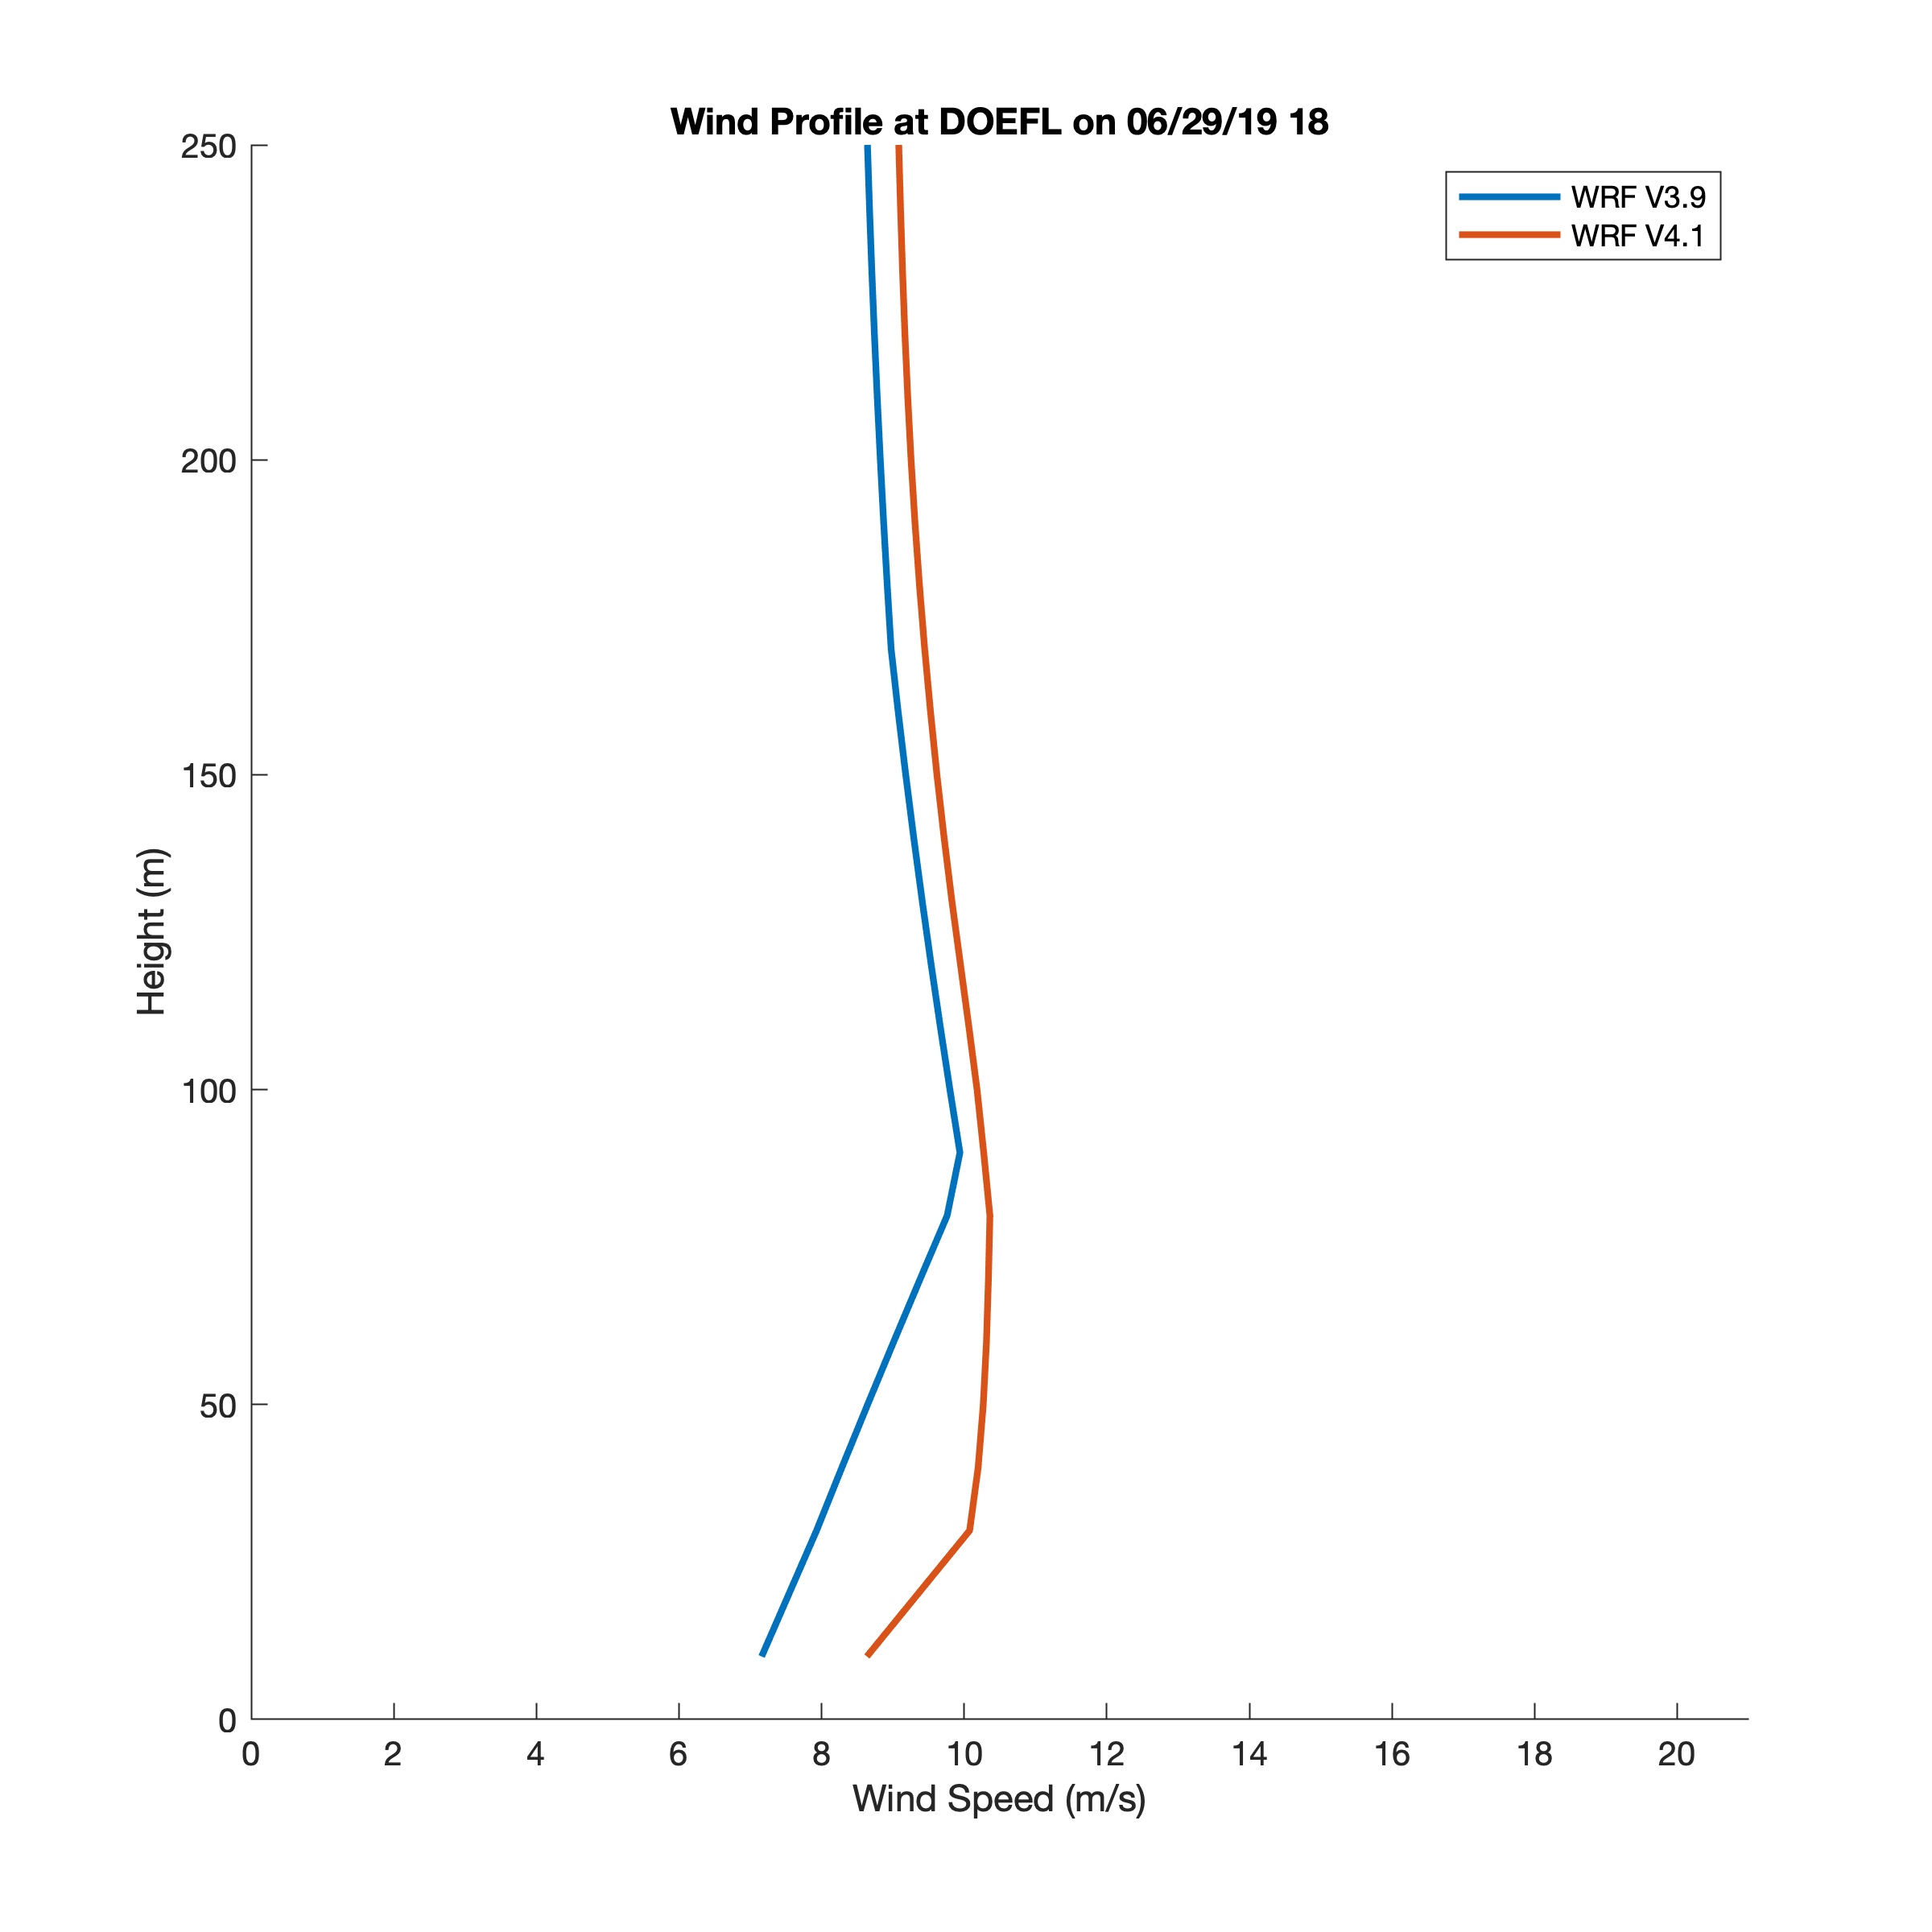 Wind Profile at DOEFL on 06/29/19 18
WRF V3.9
WRF V4.1
250
200
150
100
50
0
Height (m)
0 2 4 6 8 10 12 14 16 18 20
Wind Speed (m/s)